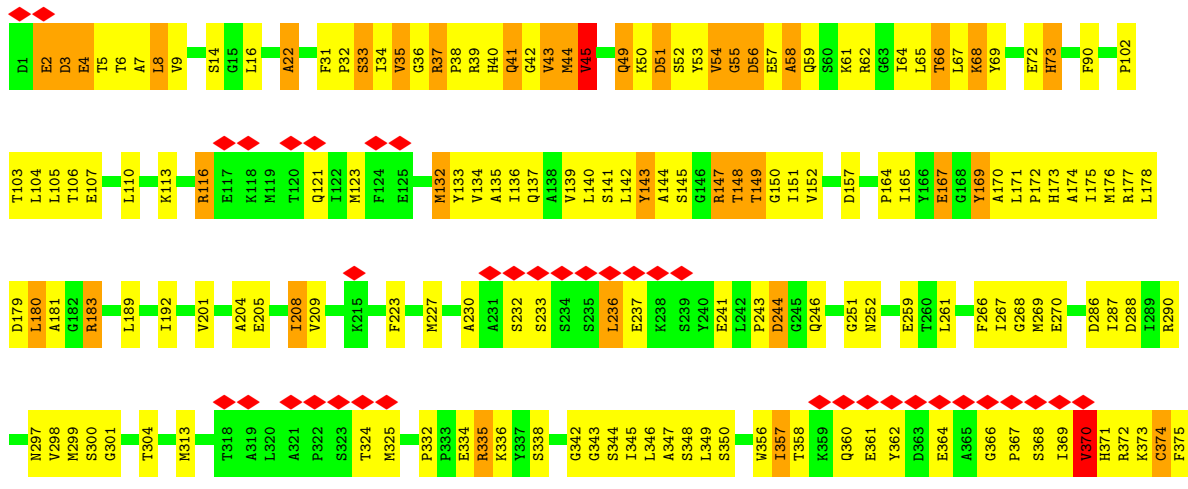 D1 E2 D3 E4 T5 T6 A7 L8 V9 S14 G15 L16 A22 F31 P32 S33 I34 V35 G36 R37 P38 R39 H40 Q41 G42 V43 M44 V45 Q49 K50 D51 S52 Y53 V54 G55 D56 E57 A58 Q59 S60 K61 R62 G63 I64 L65 T66 L67 K68 Y69 E72 H73 F90 P102
T103 L104 L105 T106 E107 L110 K113 R116 E117 K118 M119 T120 Q121 I122 M123 F124 E125 M132 Y133 V134 A135 I136 Q137 A138 V139 L140 S141 L142 Y143 A144 S145 G146 R147 T148 T149 G150 I151 V152 D157 P164 I165 Y166 E167 G168 Y169 A170 L171 P172 H173 A174 I175 M176 R177 L178
D179 L180 A181 G182 R183 L189 I192 V201 A204 E205 I208 V209 K215 F223 M227 A230 A231 S232 S233 S234 S235 L236 E237 K238 S239 Y240 E241 L242 P243 D244 G245 Q246 G251 N252 E259 T260 L261 F266 I267 G268 M269 E270 D286 I287 D288 I289 R290
N297 V298 M299 S300 G301 T304 M313 T318 A319 L320 A321 P322 S323 T324 M325 P332 P333 E334 R335 K336 Y337 S338 G342 G343 S344 I345 L346 A347 S348 L349 S350 W356 I357 T358 K359 Q360 E361 Y362 D363 E364 A365 G366 P367 S368 I369 V370 H371 R372 K373 C374 F375